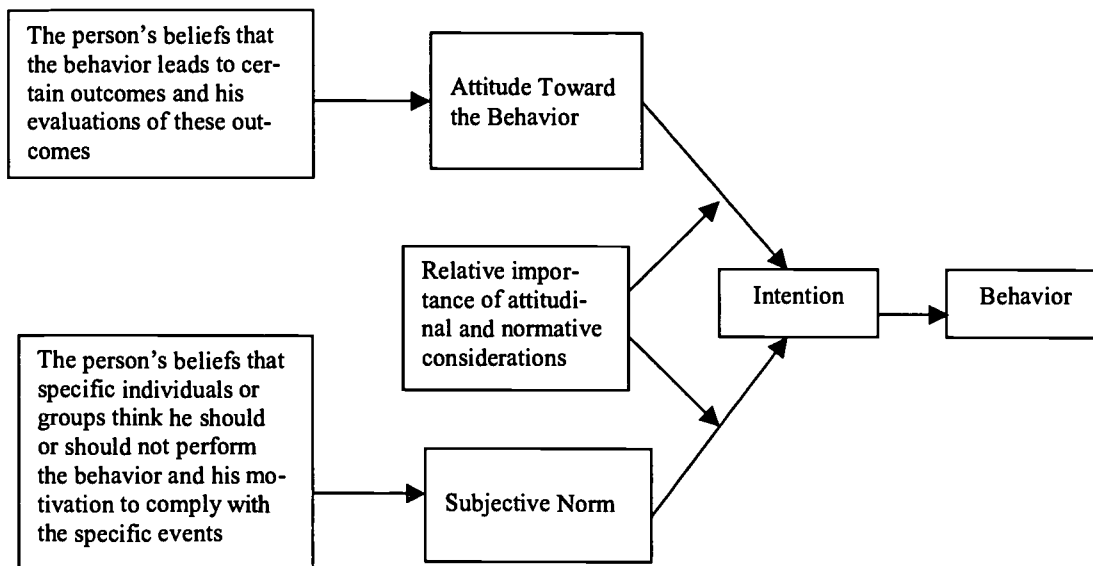 The person's beliefs that
the behavior leads to cer-
tain outcomes and his
evaluations of these out-
comes
Attitude Toward
the Behavior
Relative impor-
tance of attitudi-
nal and normative
considerations
Intention
Behavior
The person's beliefs that
specific individuals or
groups think he should
or should not perform
the behavior and his mo-
tivation to comply with
the specific events
Subjective Norm